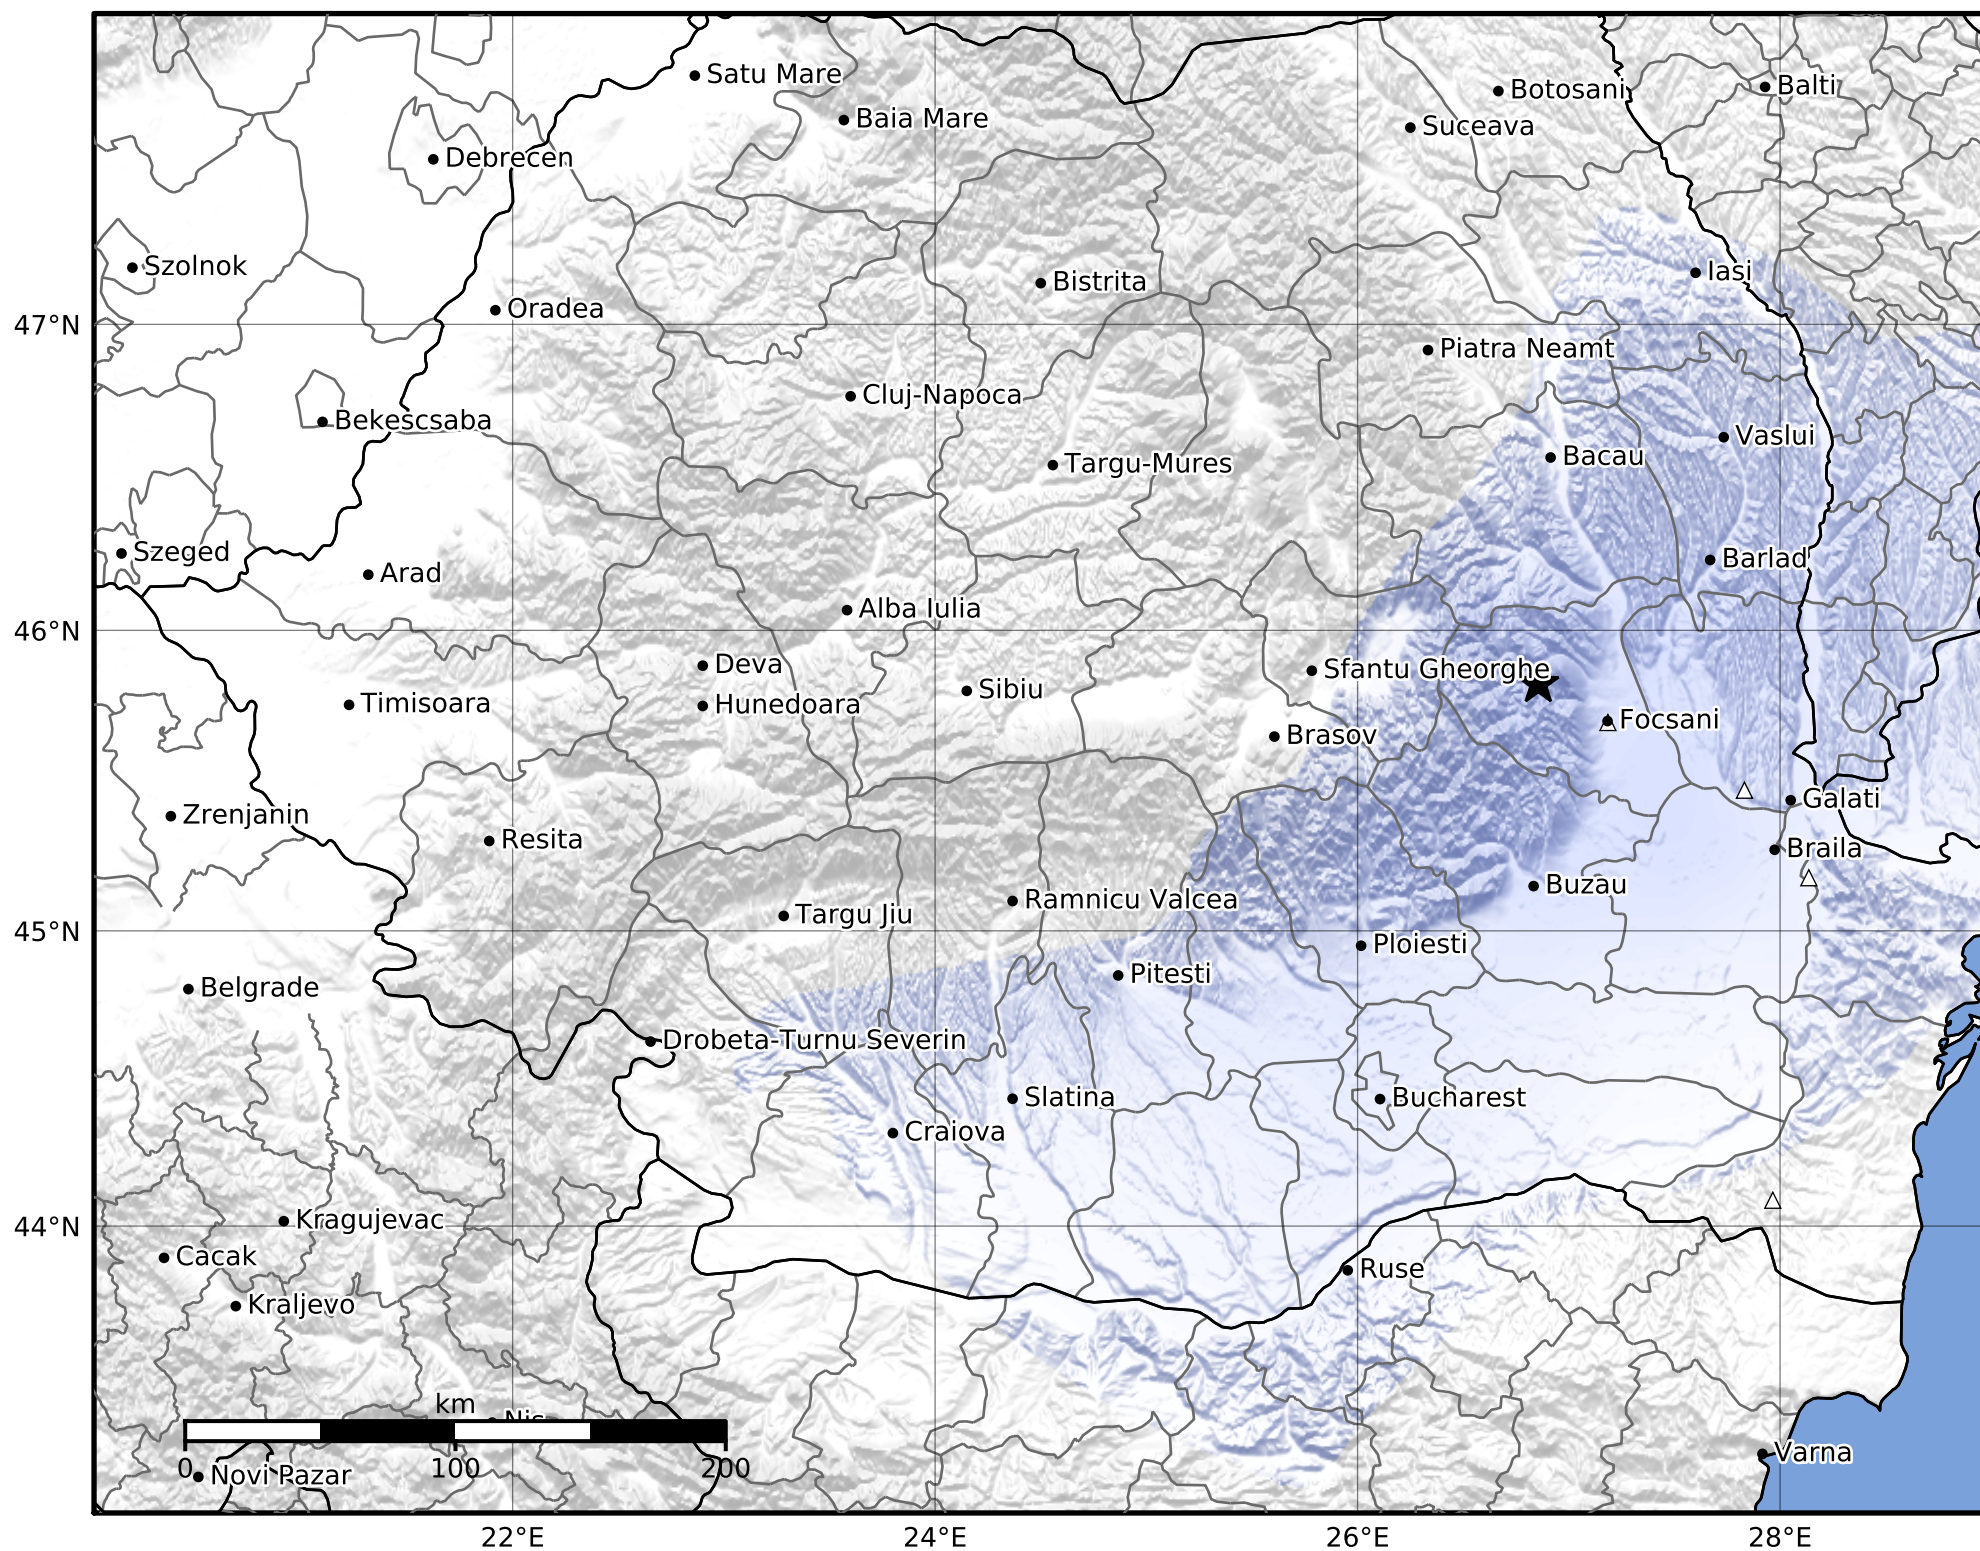 Satu Mare
Botosani
Balti
Baia Mare
Suceava
Debrecen
Szolnok
Iasi
Bistrita
Oradea
47°N
Piatra Neamt
Cluj-Napoca
Bekescsaba
Vaslui
Bacau
Targu-Mures
Szeged
Barlad
Arad
Alba Iulia
46°N
Deva
Sfantu Gheorghe
Sibiu
Timisoara
Hunedoara
Focsani
Brasov
Galati
Zrenjanin
Resita
Braila
Buzau
Ramnicu Valcea
Targu Jiu
45°N
Ploiesti
Pitesti
Belgrade
Drobeta-Turnu Severin
Slatina
Bucharest
Craiova
Kragujevac
44°N
Cacak
Ruse
Kraljevo
km
Nis
Varna
0
100
200
Novi Pazar
22°E
24°E
26°E
28°E